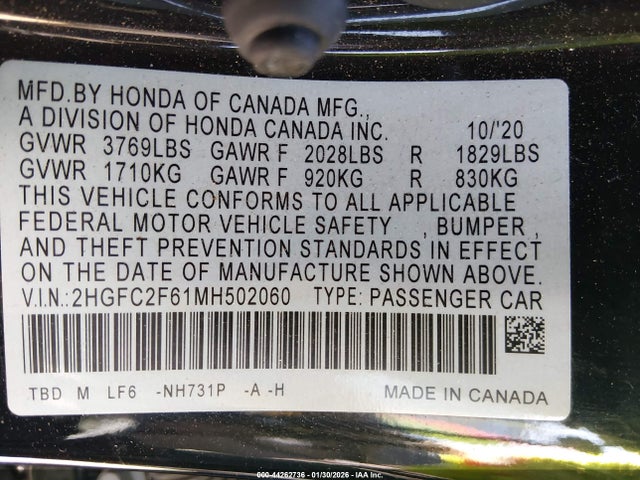 MFD.BY HONDA OF CANADA MFG.,
A DIVISION OF HONDA CANADA INC. 10/'20
GVWR 3769LBS GAWR F 2028LBS R 1829LBS
GVWR 1710KG GAWR F 920KG R 830KG
THIS VEHICLE CONFORMS TO ALL APPLICABLE
FEDERAL MOTOR VEHICLE SAFETY , BUMPER ,
AND THEFT PREVENTION STANDARDS IN EFFECT
ON THE DATE OF MANUFACTURE SHOWN ABOVE.
V.I.N.:2HGFC2F61MH502060 TYPE: PASSENGER CAR
TBD M LF6 -NH731P -A -H MADE IN CANADA
000-44262736 - 01/30/2026 - IAA Inc.